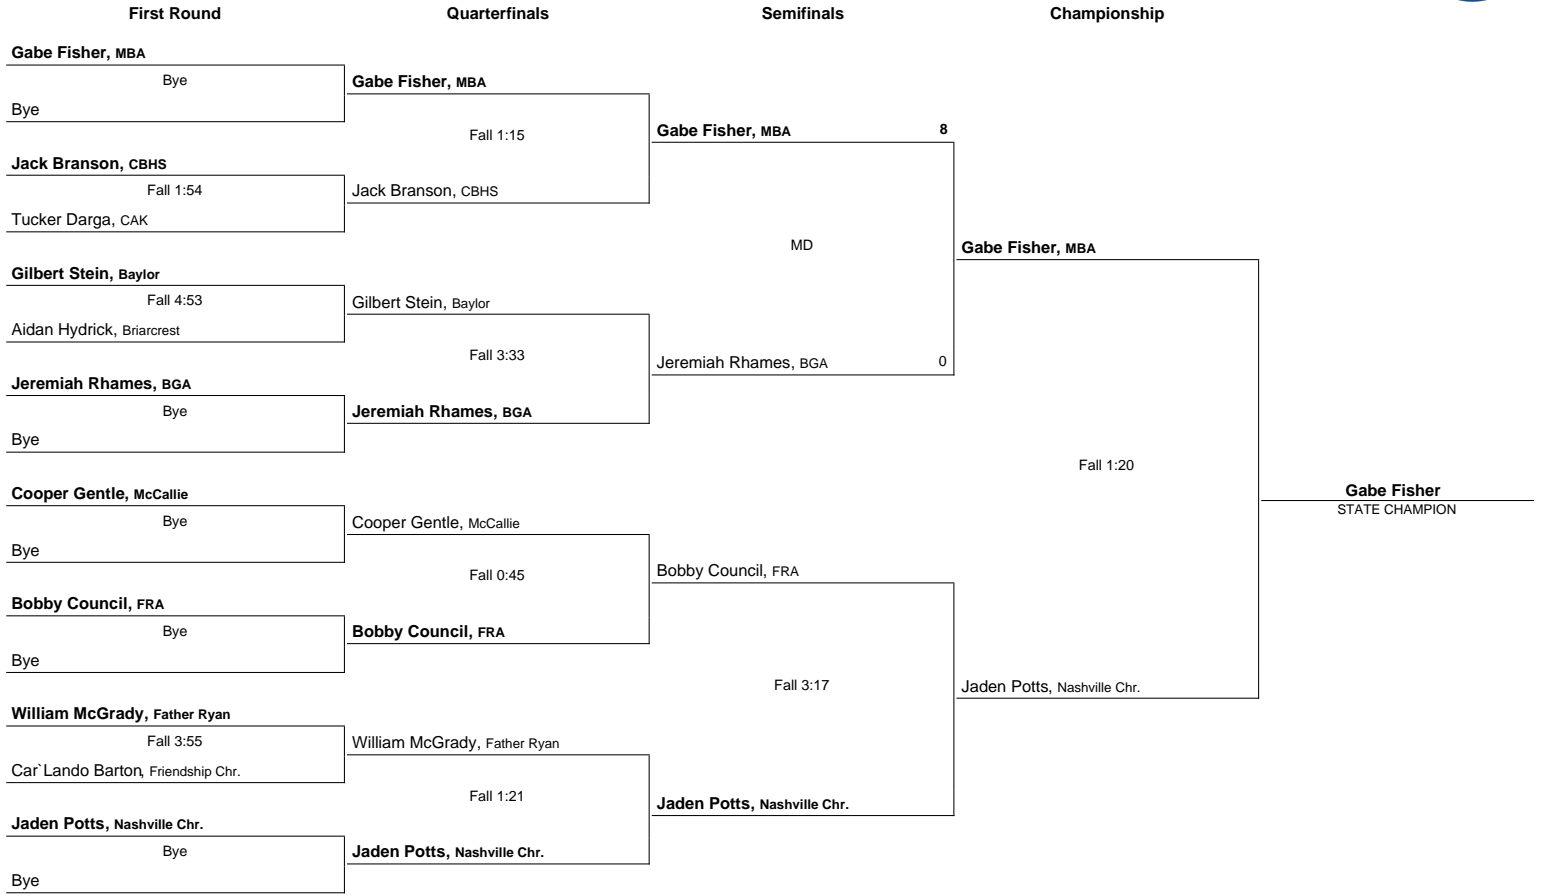 First Round Quarterfinals Semifinals Championship
Gabe Fisher, MBA
Bye
Bye
Jack Branson, CBHS
Fall 1:54
Tucker Darga, CAK
Gilbert Stein, Baylor
Fall 4:53
Aidan Hydrick, Briarcrest
Jeremiah Rhames, BGA
Bye
Bye
Cooper Gentle, McCallie
Bye
Bye
Bobby Council, FRA
Bye
Bye
William McGrady, Father Ryan
Fall 3:55
Car`Lando Barton, Friendship Chr.
Jaden Potts, Nashville Chr.
Bye
Bye
Gabe Fisher, MBA
Fall 1:15
Jack Branson, CBHS
Gilbert Stein, Baylor
Fall 3:33
Jeremiah Rhames, BGA
Cooper Gentle, McCallie
Fall 0:45
Bobby Council, FRA
William McGrady, Father Ryan
Fall 1:21
Jaden Potts, Nashville Chr.
Gabe Fisher, MBA 8
MD
Jeremiah Rhames, BGA 0
Bobby Council, FRA
Fall 3:17
Jaden Potts, Nashville Chr.
Gabe Fisher, MBA
Fall 1:20
Jaden Potts, Nashville Chr.
Gabe Fisher
STATE CHAMPION